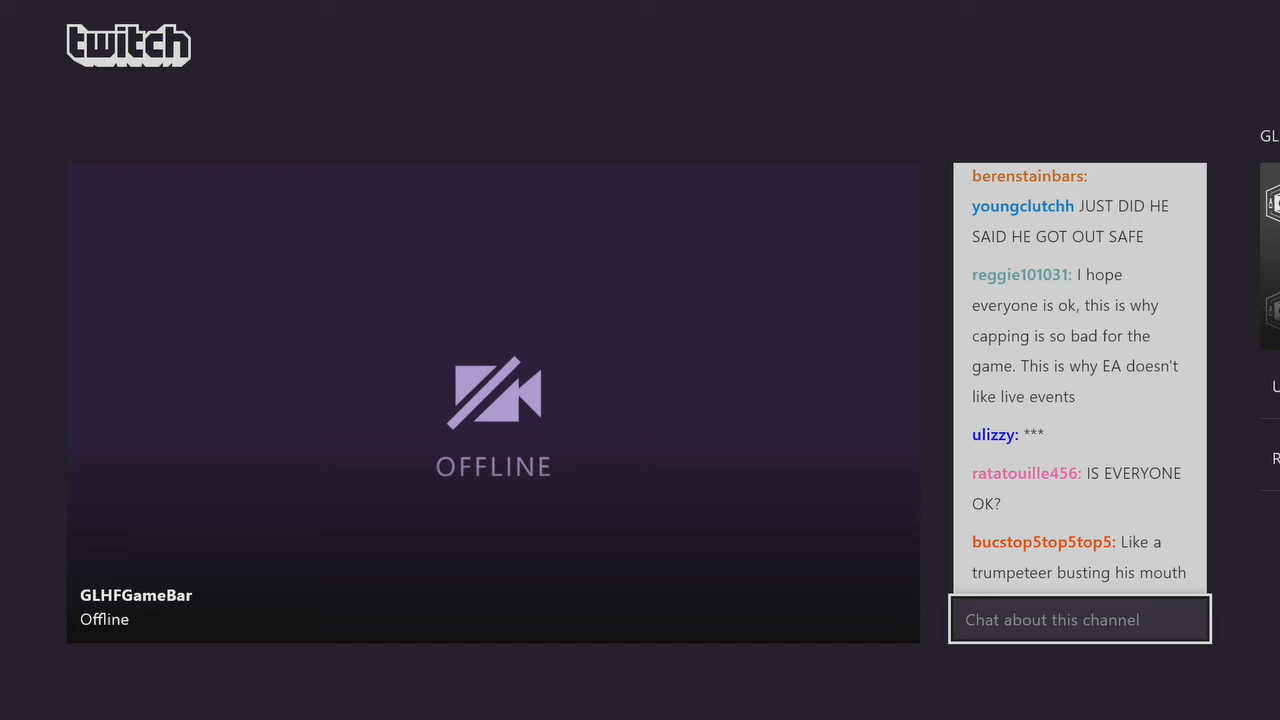 twitch
GL
berenstainbars:
youngclutchh JUST DID HE
SAID HE GOT OUT SAFE
reggie101031: I hope
everyone is ok, this is why
capping is so bad for the
game. This is why EA doesn't
like live events
ulizzy: ***
ratatouille456: IS EVERYONE
OK?
bucstop5top5top5: Like a
trumpeteer busting his mouth
Chat about this channel
OFFLINE
GLHFGameBar
Offline
U
R